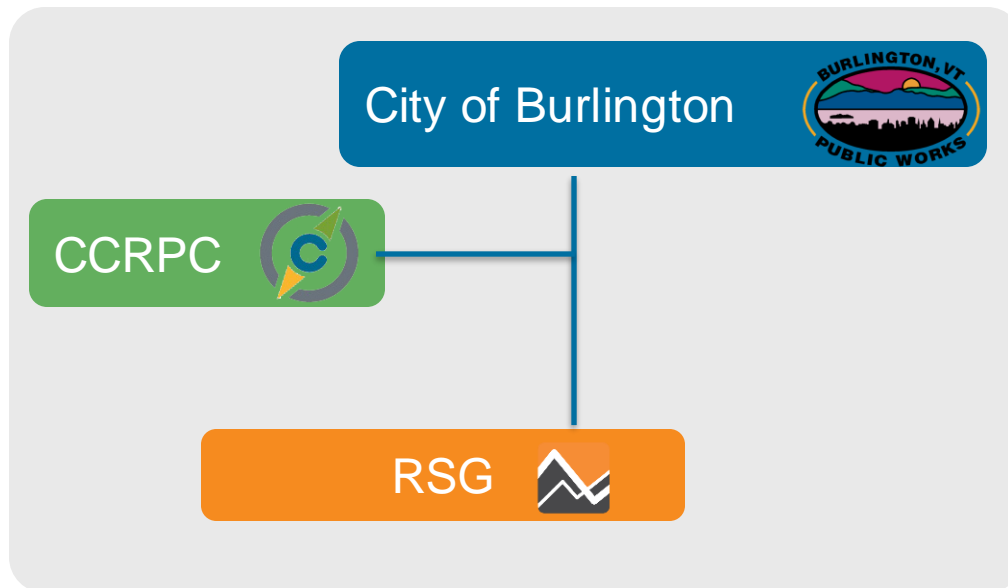 City of Burlington
BURLINGTON, VT
PUBLIC WORKS
CCRPC
C
RSG